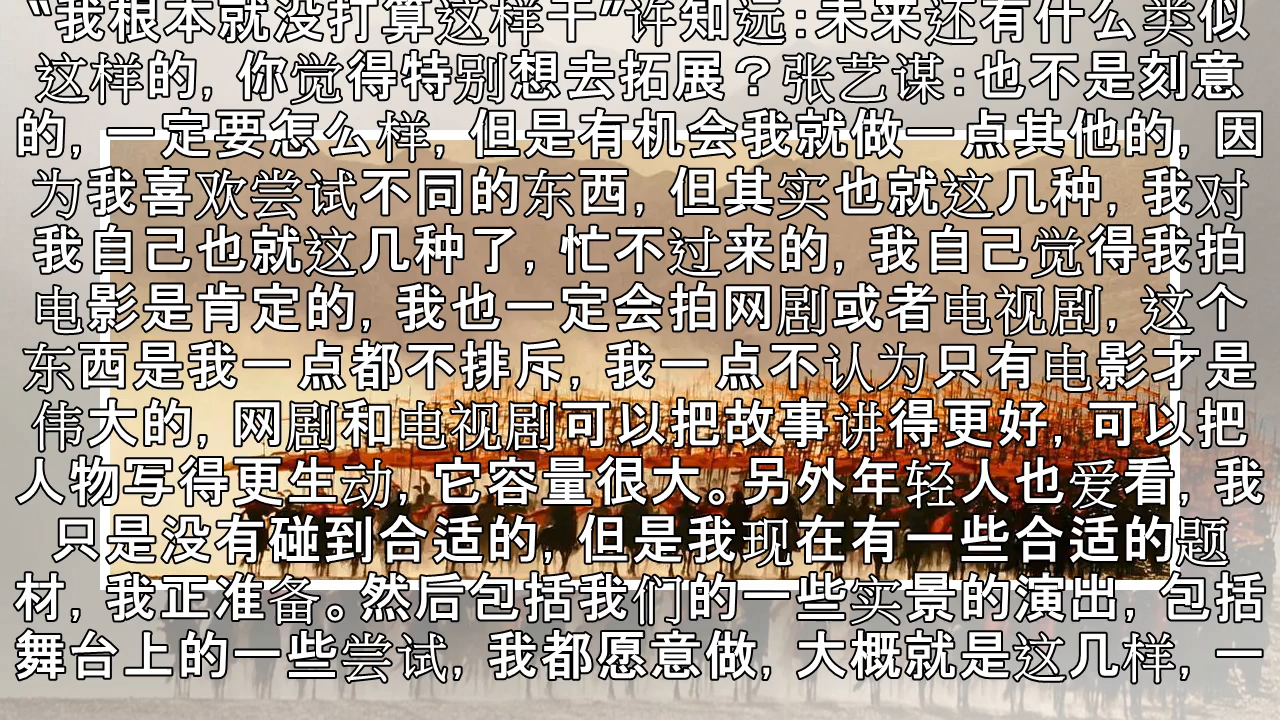 “我根本就没打算这样干”许知远:未来还有什么类似
这样的, 你觉得特别想去拓展？张艺谋:也不是刻意
的, 一定要怎么样, 但是有机会我就做一点其他的, 因
为我喜欢尝试不同的东西, 但其实也就这几种, 我对
我自己也就这几种了, 忙不过来的, 我自己觉得我拍
电影是肯定的, 我也一定会拍网剧或者电视剧, 这个
东西是我一点都不排斥, 我一点不认为只有电影才是
伟大的, 网剧和电视剧可以把故事讲得更好, 可以把
人物写得更生动, 它容量很大。另外年轻人也爱看, 我
只是没有碰到合适的, 但是我现在有一些合适的题
材, 我正准备。然后包括我们的一些实景的演出, 包括
舞台上的一些尝试, 我都愿意做, 大概就是这几样, 一